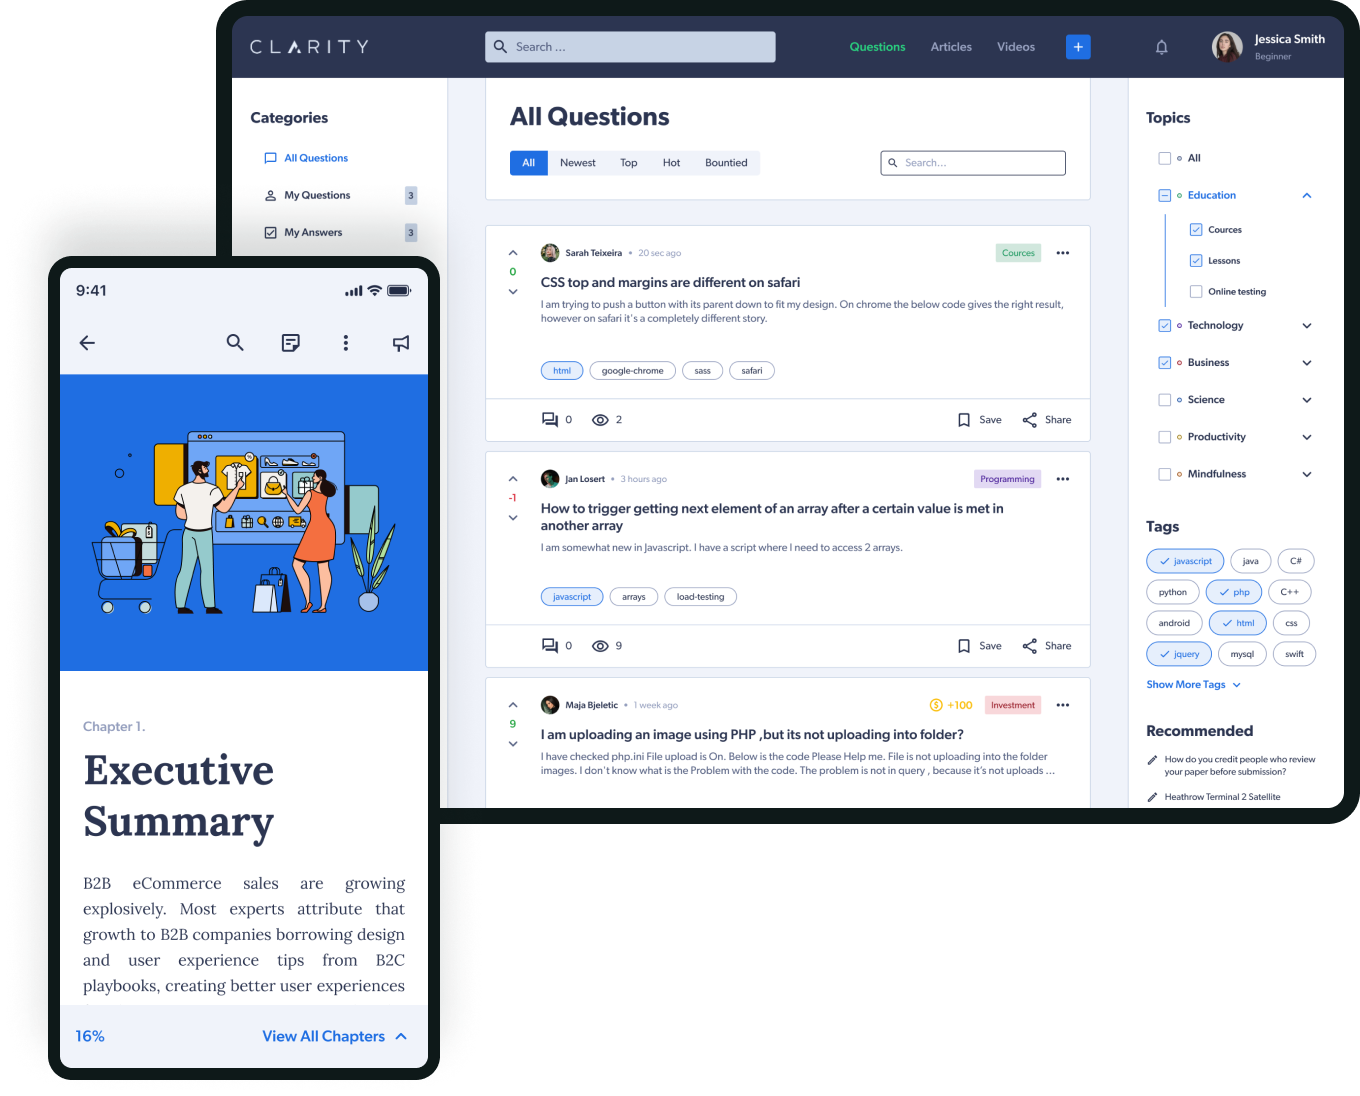 CLARITY
Search ...
Questions
Articles
Videos
+
Jessica Smith
Beginner
Categories
All Questions
My Questions
3
My Answers
3
All Questions
All
Newest
Top
Hot
Bountied
Search...
0
Sarah Teixeira • 20 sec ago
Cources
CSS top and margins are different on safari
I am trying to push a button with its parent down to fit my design. On chrome the below code gives the right result,
however on safari it's a completely different story.
html
google-chrome
sass
safari
0
2
Save
Share
-1
Jan Losert • 3 hours ago
Programming
How to trigger getting next element of an array after a certain value is met in
another array
I am somewhat new in Javascript. I have a script where I need to access 2 arrays.
javascript
arrays
load-testing
0
9
Save
Share
9
Maja Bjeletic • 1 week ago
+100
Investment
I am uploading an image using PHP ,but its not uploading into folder?
I have checked php.ini File upload is On. Below is the code Please Help me. File is not uploading into the folder
images. I don't know what is the Problem with the code. The problem is not in query , because it's not uploads ...
Topics
All
Education
Cources
Lessons
Online testing
Technology
Business
Science
Productivity
Mindfulness
Tags
javascript
java
C#
python
php
C++
android
html
css
jquery
mysql
swift
Show More Tags
Recommended
How do you credit people who review
your paper before submission?
Heathrow Terminal 2 Satellite
9:41
Chapter 1.
Executive
Summary
B2B eCommerce sales are growing
explosively. Most experts attribute that
growth to B2B companies borrowing design
and user experience tips from B2C
playbooks, creating better user experiences
16%
View All Chapters